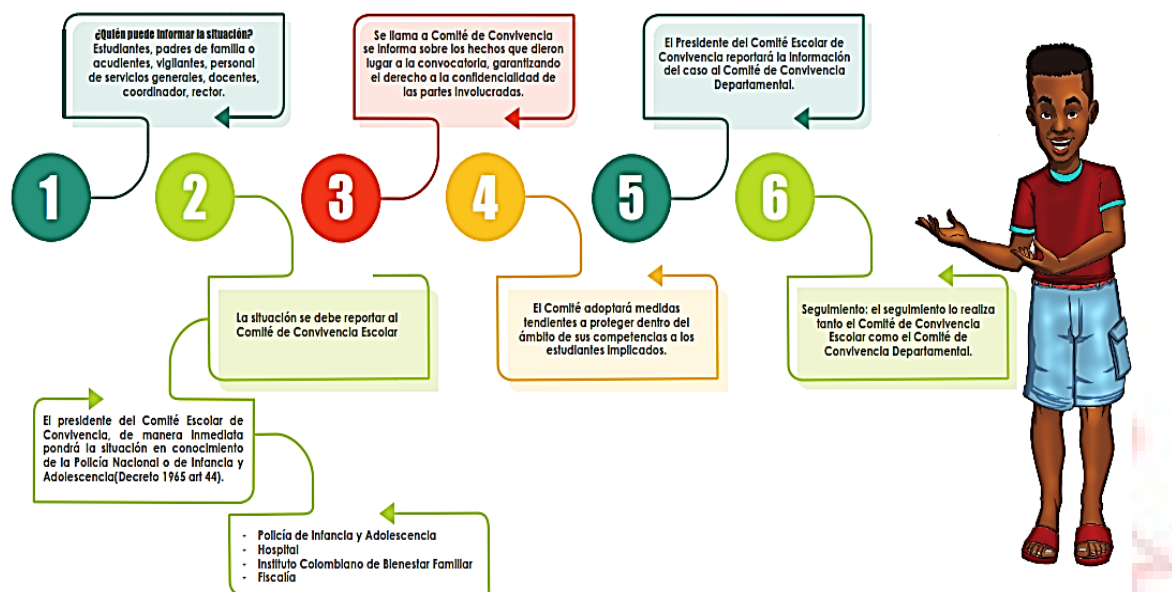 1
¿Quién puede informar la situación?
Estudiantes, padres de familia o
acudientes, vigilantes, personal
de servicios generales, docentes,
coordinador, rector.
2
La situación se debe reportar al
Comité de Convivencia Escolar
El presidente del Comité Escolar de
Convivencia, de manera inmediata
pondrá la situación en conocimiento
de la Policía Nacional o de Infancia y
Adolescencia(Decreto 1965 art 44).
- Policía de Infancia y Adolescencia
- Hospital
- Instituto Colombiano de Bienestar Familiar
- Fiscalía
3
Se llama a Comité de Convivencia
se informa sobre los hechos que dieron
lugar a la convocatoria, garantizando
el derecho a la confidencialidad de
las partes involucradas.
4
El Comité adoptará medidas
tendientes a proteger dentro del
ámbito de sus competencias a los
estudiantes implicados.
5
El Presidente del Comité Escolar de
Convivencia reportará la información
del caso al Comité de Convivencia
Departamental.
6
Seguimiento: el seguimiento lo realiza
tanto el Comité de Convivencia
Escolar como el Comité de
Convivencia Departamental.